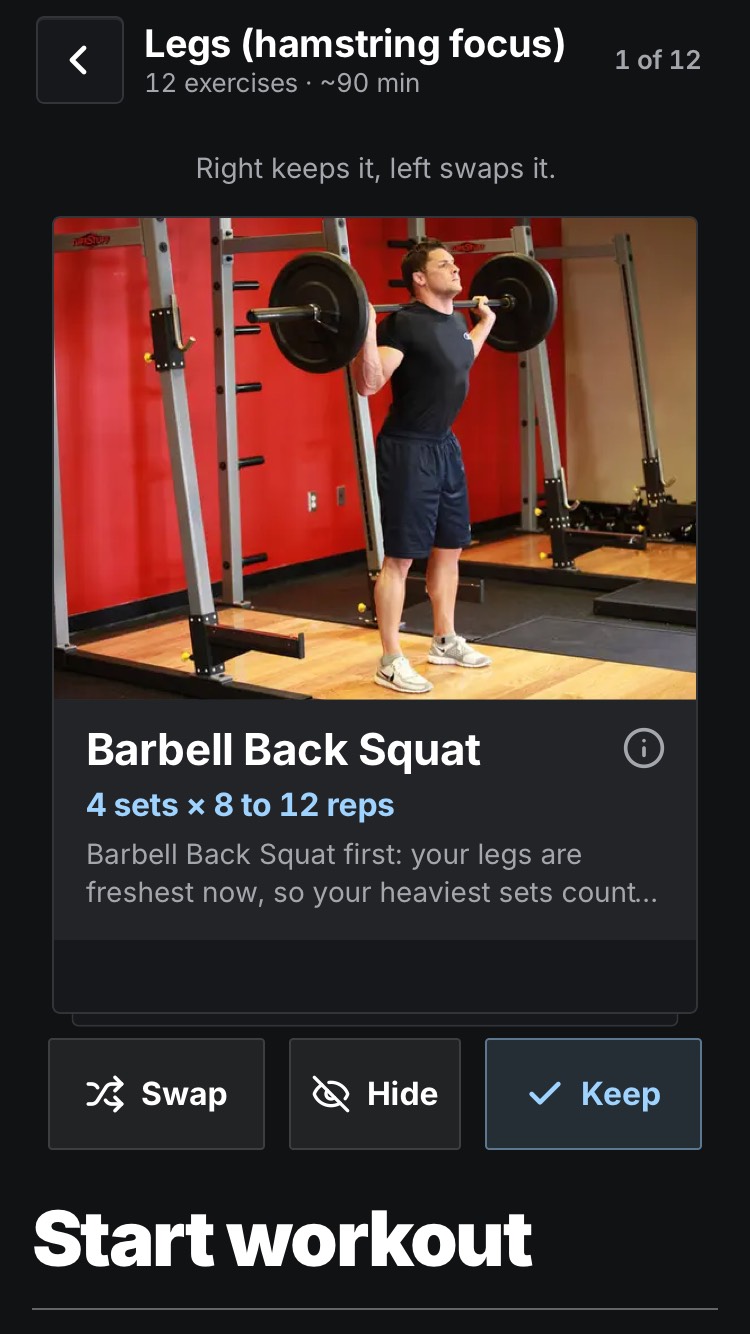 Legs (hamstring focus)
12 exercises · ~90 min
1 of 12
Right keeps it, left swaps it.
Barbell Back Squat
4 sets × 8 to 12 reps
Barbell Back Squat first: your legs are
freshest now, so your heaviest sets count...
Swap
Hide
Keep
Start workout